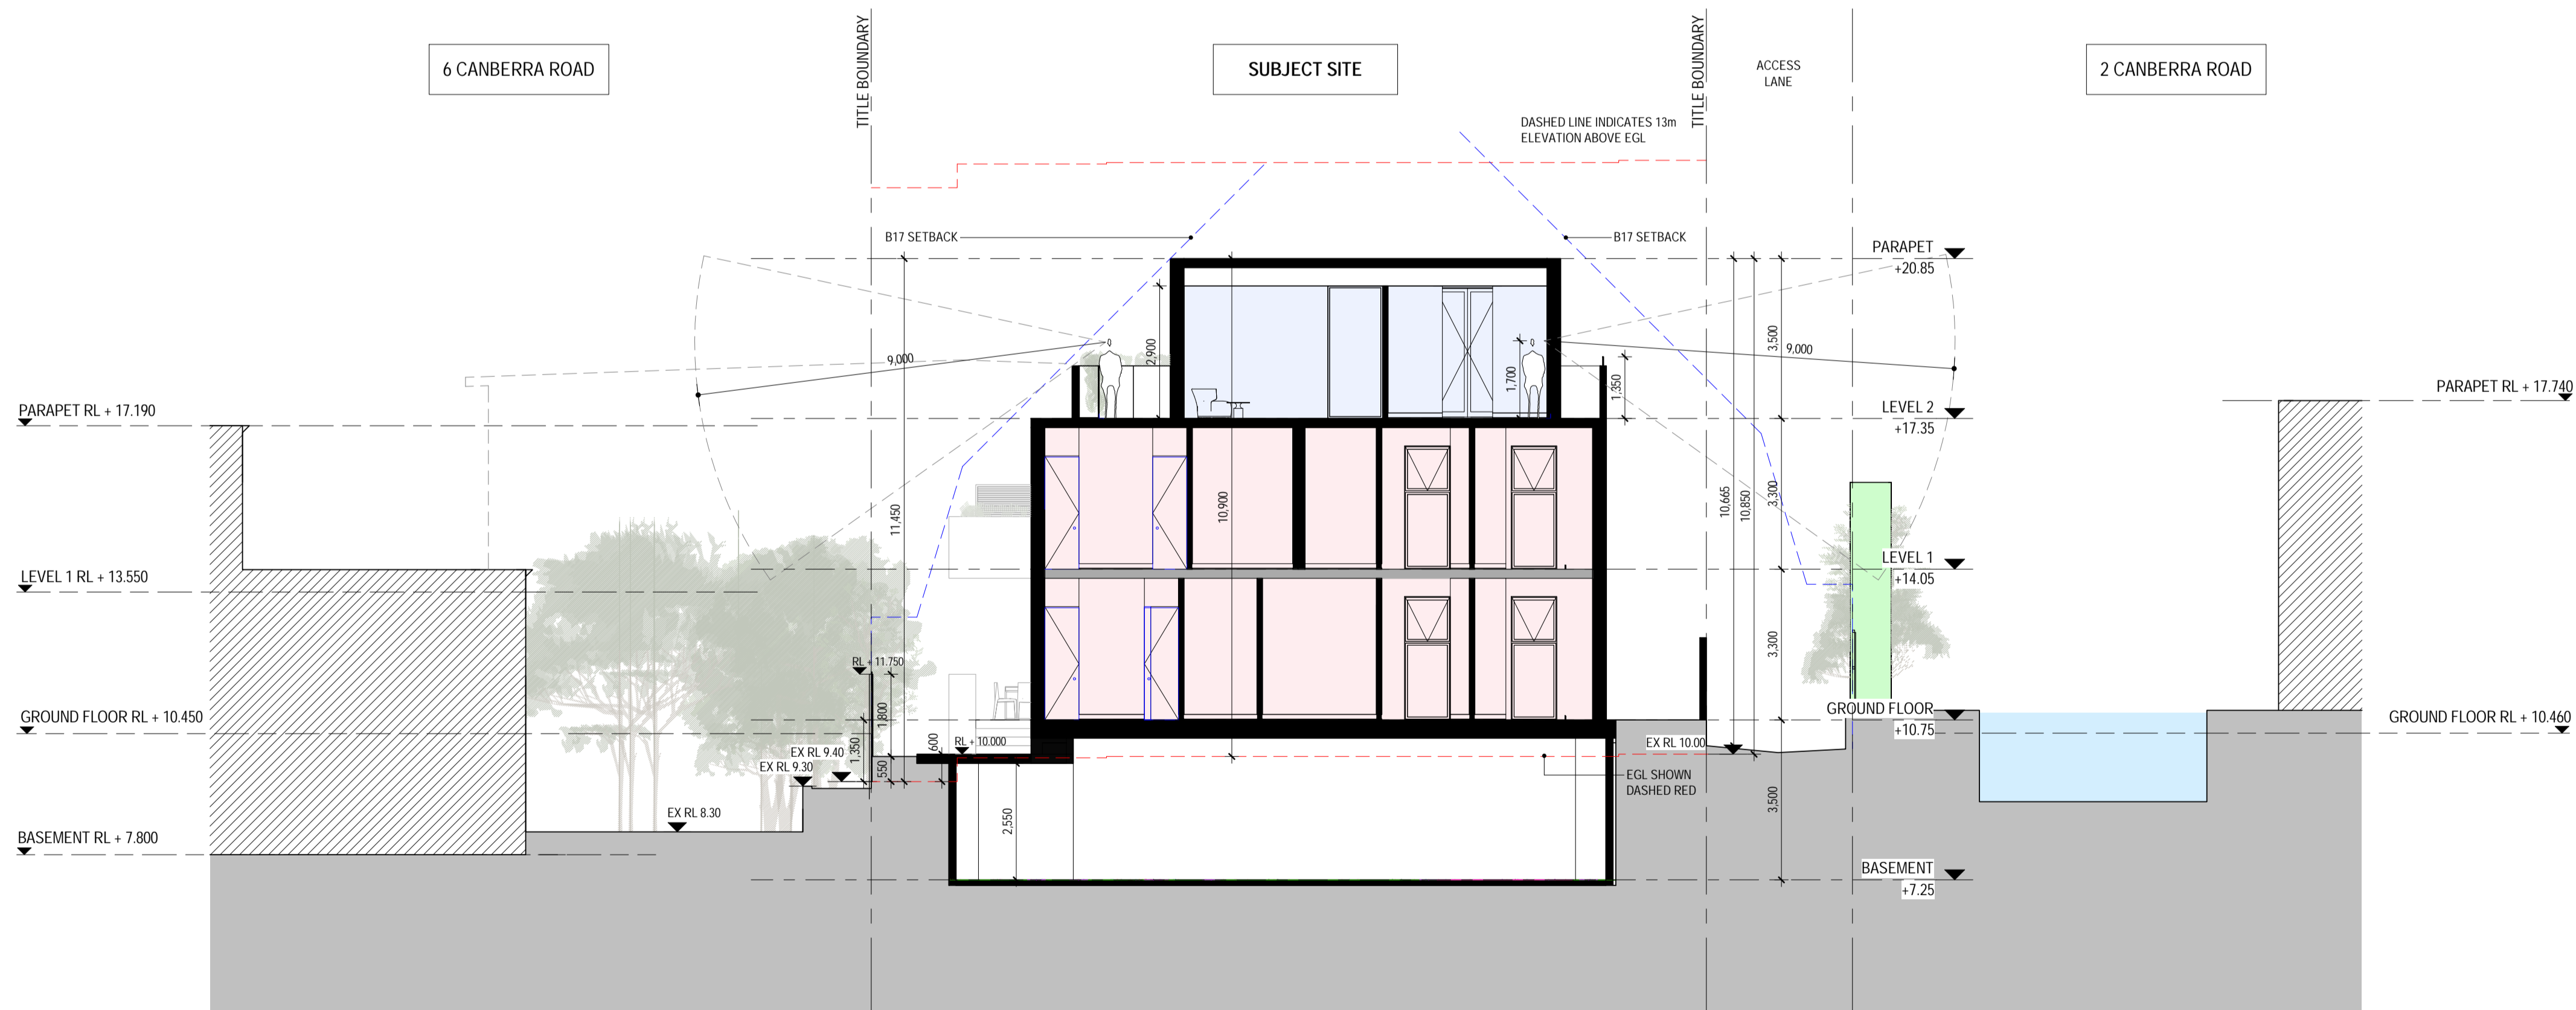 6 CANBERRA ROAD
TITLE BOUNDARY
SUBJECT SITE
TITLE BOUNDARY
ACCESS
LANE
2 CANBERRA ROAD
DASHED LINE INDICATES 13m
ELEVATION ABOVE EGL
B17 SETBACK
B17 SETBACK
PARAPET
+20.85
9,000
2,900
1,700
1,350
3,500
9,000
PARAPET RL + 17.190
PARAPET RL + 17.740
LEVEL 2
+17.35
11,450
10,900
10,665
10,850
3,300
LEVEL 1 RL + 13.550
LEVEL 1
+14.05
RL + 11.750
1,800
3,300
GROUND FLOOR RL + 10.450
GROUND FLOOR
+10.75
GROUND FLOOR RL + 10.460
1,350
600
RL + 10.000
EX RL 10.00
EX RL 9.40
EX RL 9.30
550
EGL SHOWN
DASHED RED
3,500
EX RL 8.30
2,550
BASEMENT RL + 7.800
BASEMENT
+7.25